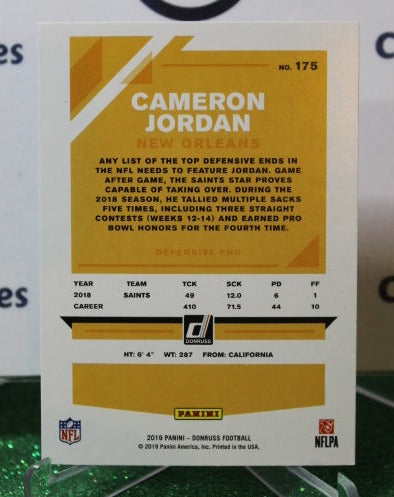 NO. 175
CAMERON
JORDAN
NEW ORLEANS
ANY LIST OF THE TOP DEFENSIVE ENDS IN
THE NFL NEEDS TO FEATURE JORDAN. GAME
AFTER GAME, THE SAINTS STAR PROVES
CAPABLE OF TAKING OVER. DURING THE
2018 SEASON, HE TALLIED MULTIPLE SACKS
FIVE TIMES, INCLUDING THREE STRAIGHT
CONTESTS (WEEKS 12-14) AND EARNED PRO
BOWL HONORS FOR THE FOURTH TIME.
DEFENSIVE END
YEAR TEAM TCK SCK PD FF
2018 SAINTS 49 12.0 6 1
CAREER 410 71.5 44 10
DONRUSS
HT: 6' 4" WT: 287 FROM: CALIFORNIA
PANINI
NFL
NFLPA
2019 PANINI – DONRUSS FOOTBALL
© 2019 Panini America, Inc. Printed in the USA.